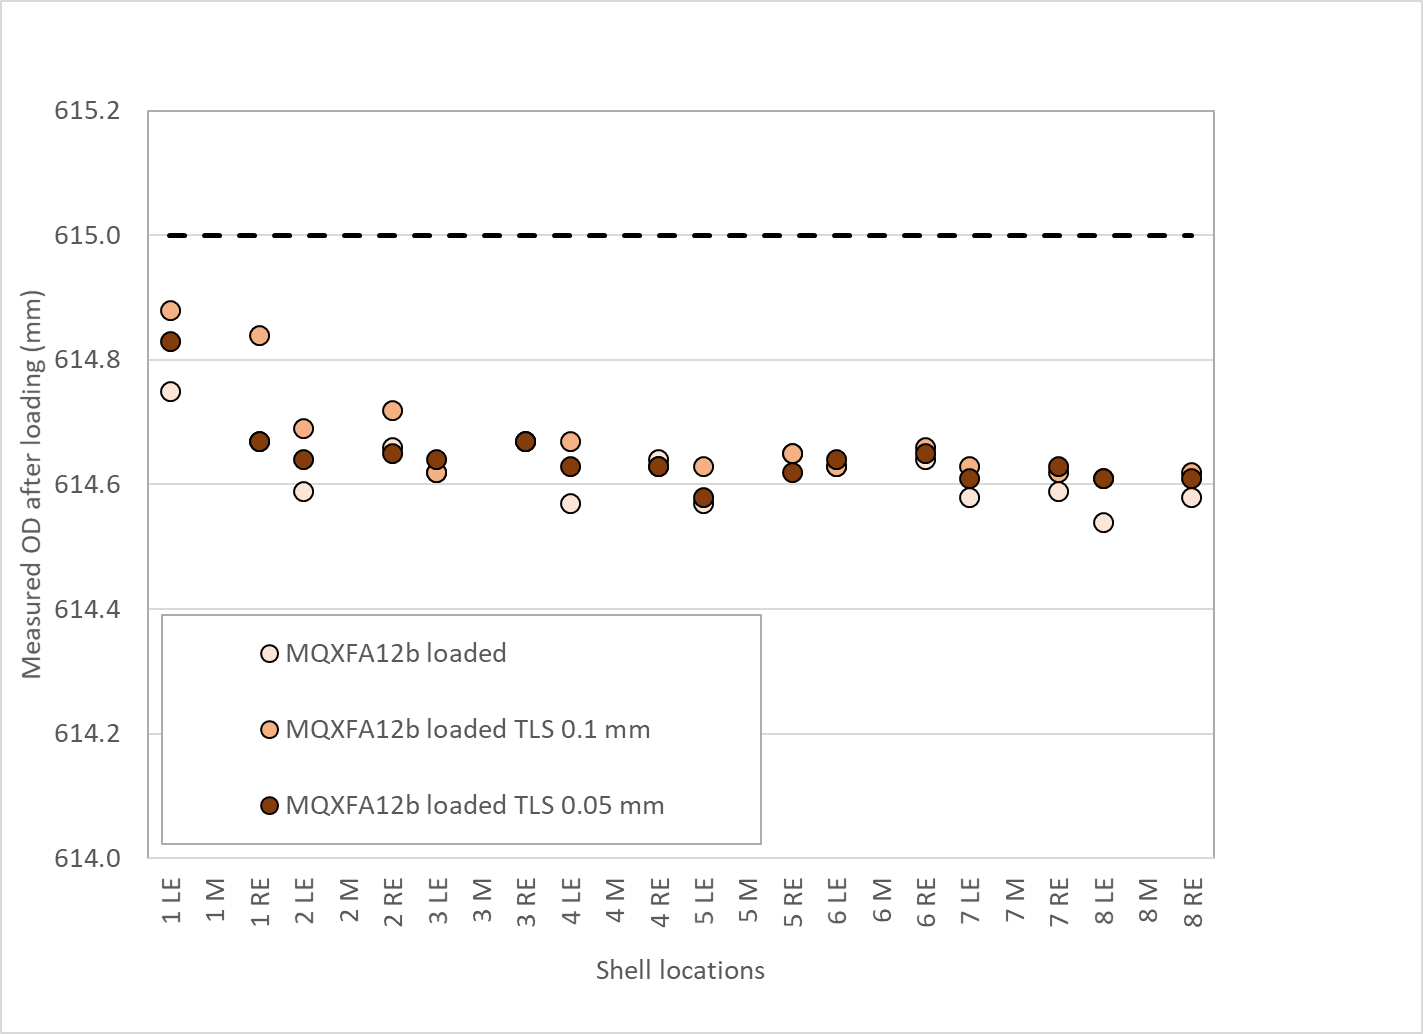 615.2
615.0
614.8
614.6
614.4
614.2
614.0
Measured OD after loading (mm)
MQXFA12b loaded
MQXFA12b loaded TLS 0.1 mm
MQXFA12b loaded TLS 0.05 mm
1 LE
1 M
1 RE
2 LE
2 M
2 RE
3 LE
3 M
3 RE
4 LE
4 M
4 RE
5 LE
5 M
5 RE
6 LE
6 M
6 RE
7 LE
7 M
7 RE
8 LE
8 M
8 RE
Shell locations